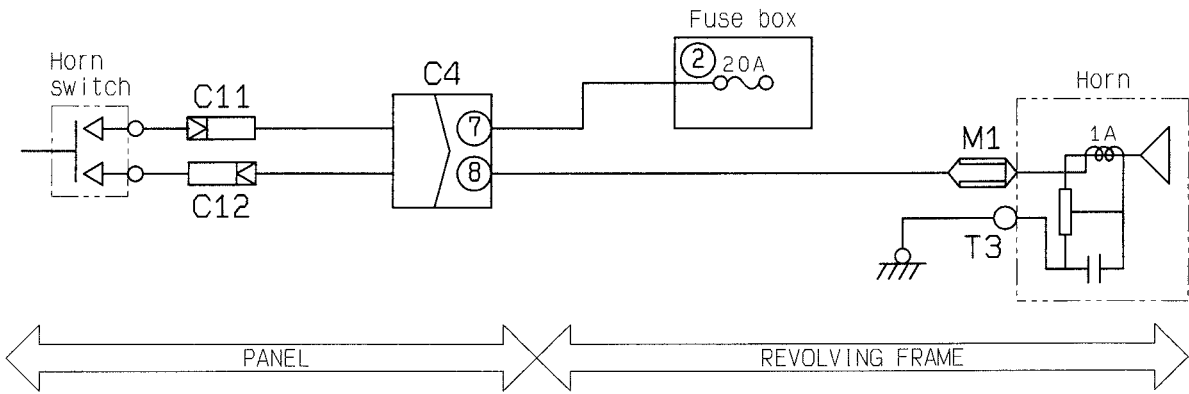 Fuse box
② 20A
Horn
switch
C11
C4
⑦
Horn
1A
M1
⑧
C12
T3
PANEL
REVOLVING FRAME